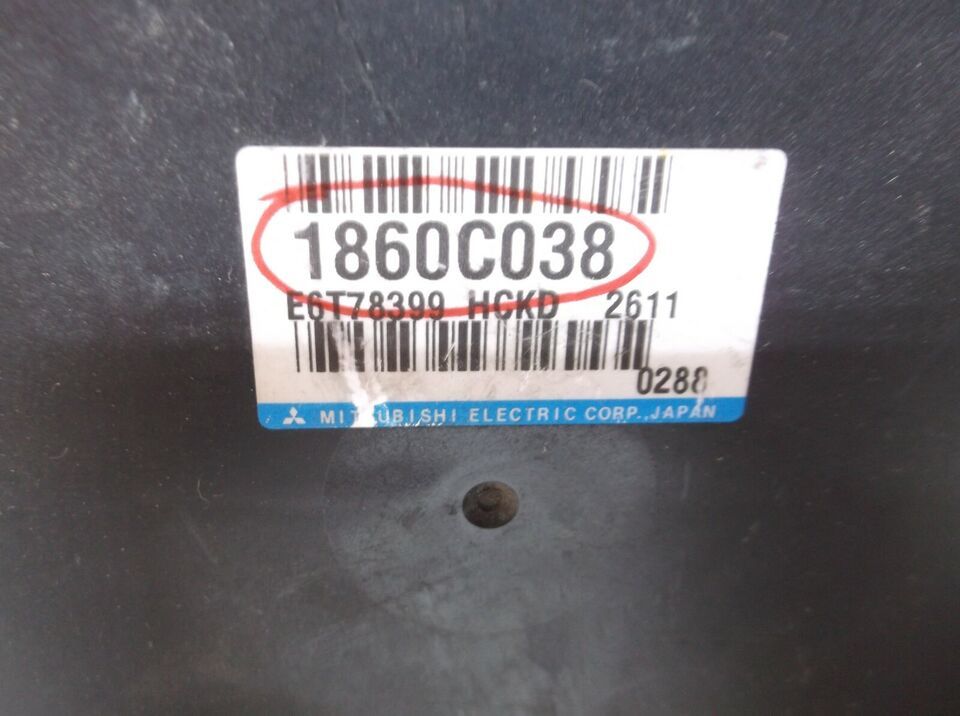 1860C038
E6T78399 HCKD 2611
0288
MITSUBISHI ELECTRIC CORP.,JAPAN